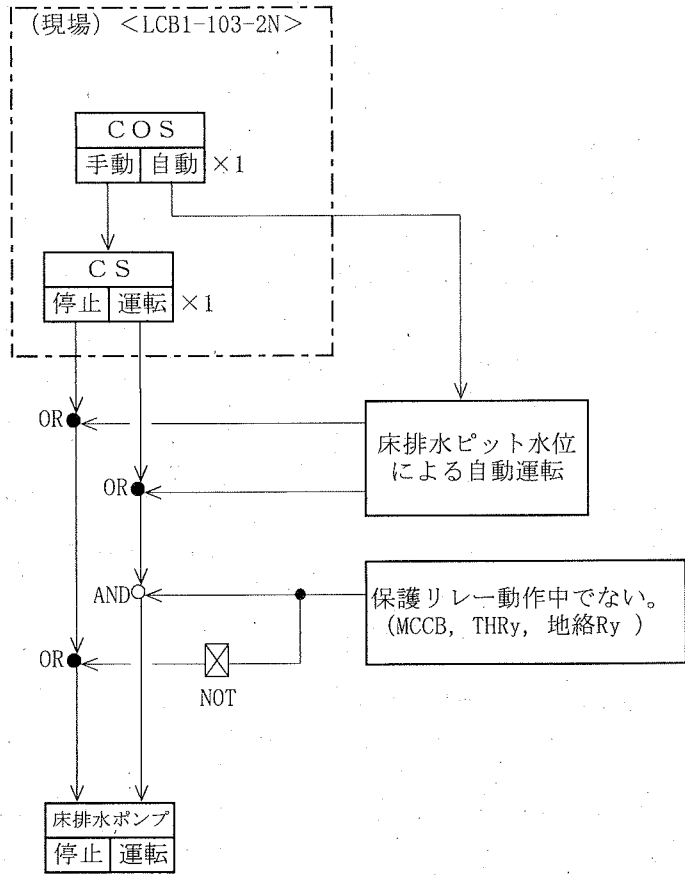 (現場) <LCB1-103-2N>
COS
手動 自動 ×1
CS
停止 運転 ×1
OR
床排水ピット水位
による自動運転
OR
AND
保護リレー動作中でない。
(MCCB, THRy, 地絡Ry )
OR
NOT
床排水ポンプ
停止 運転